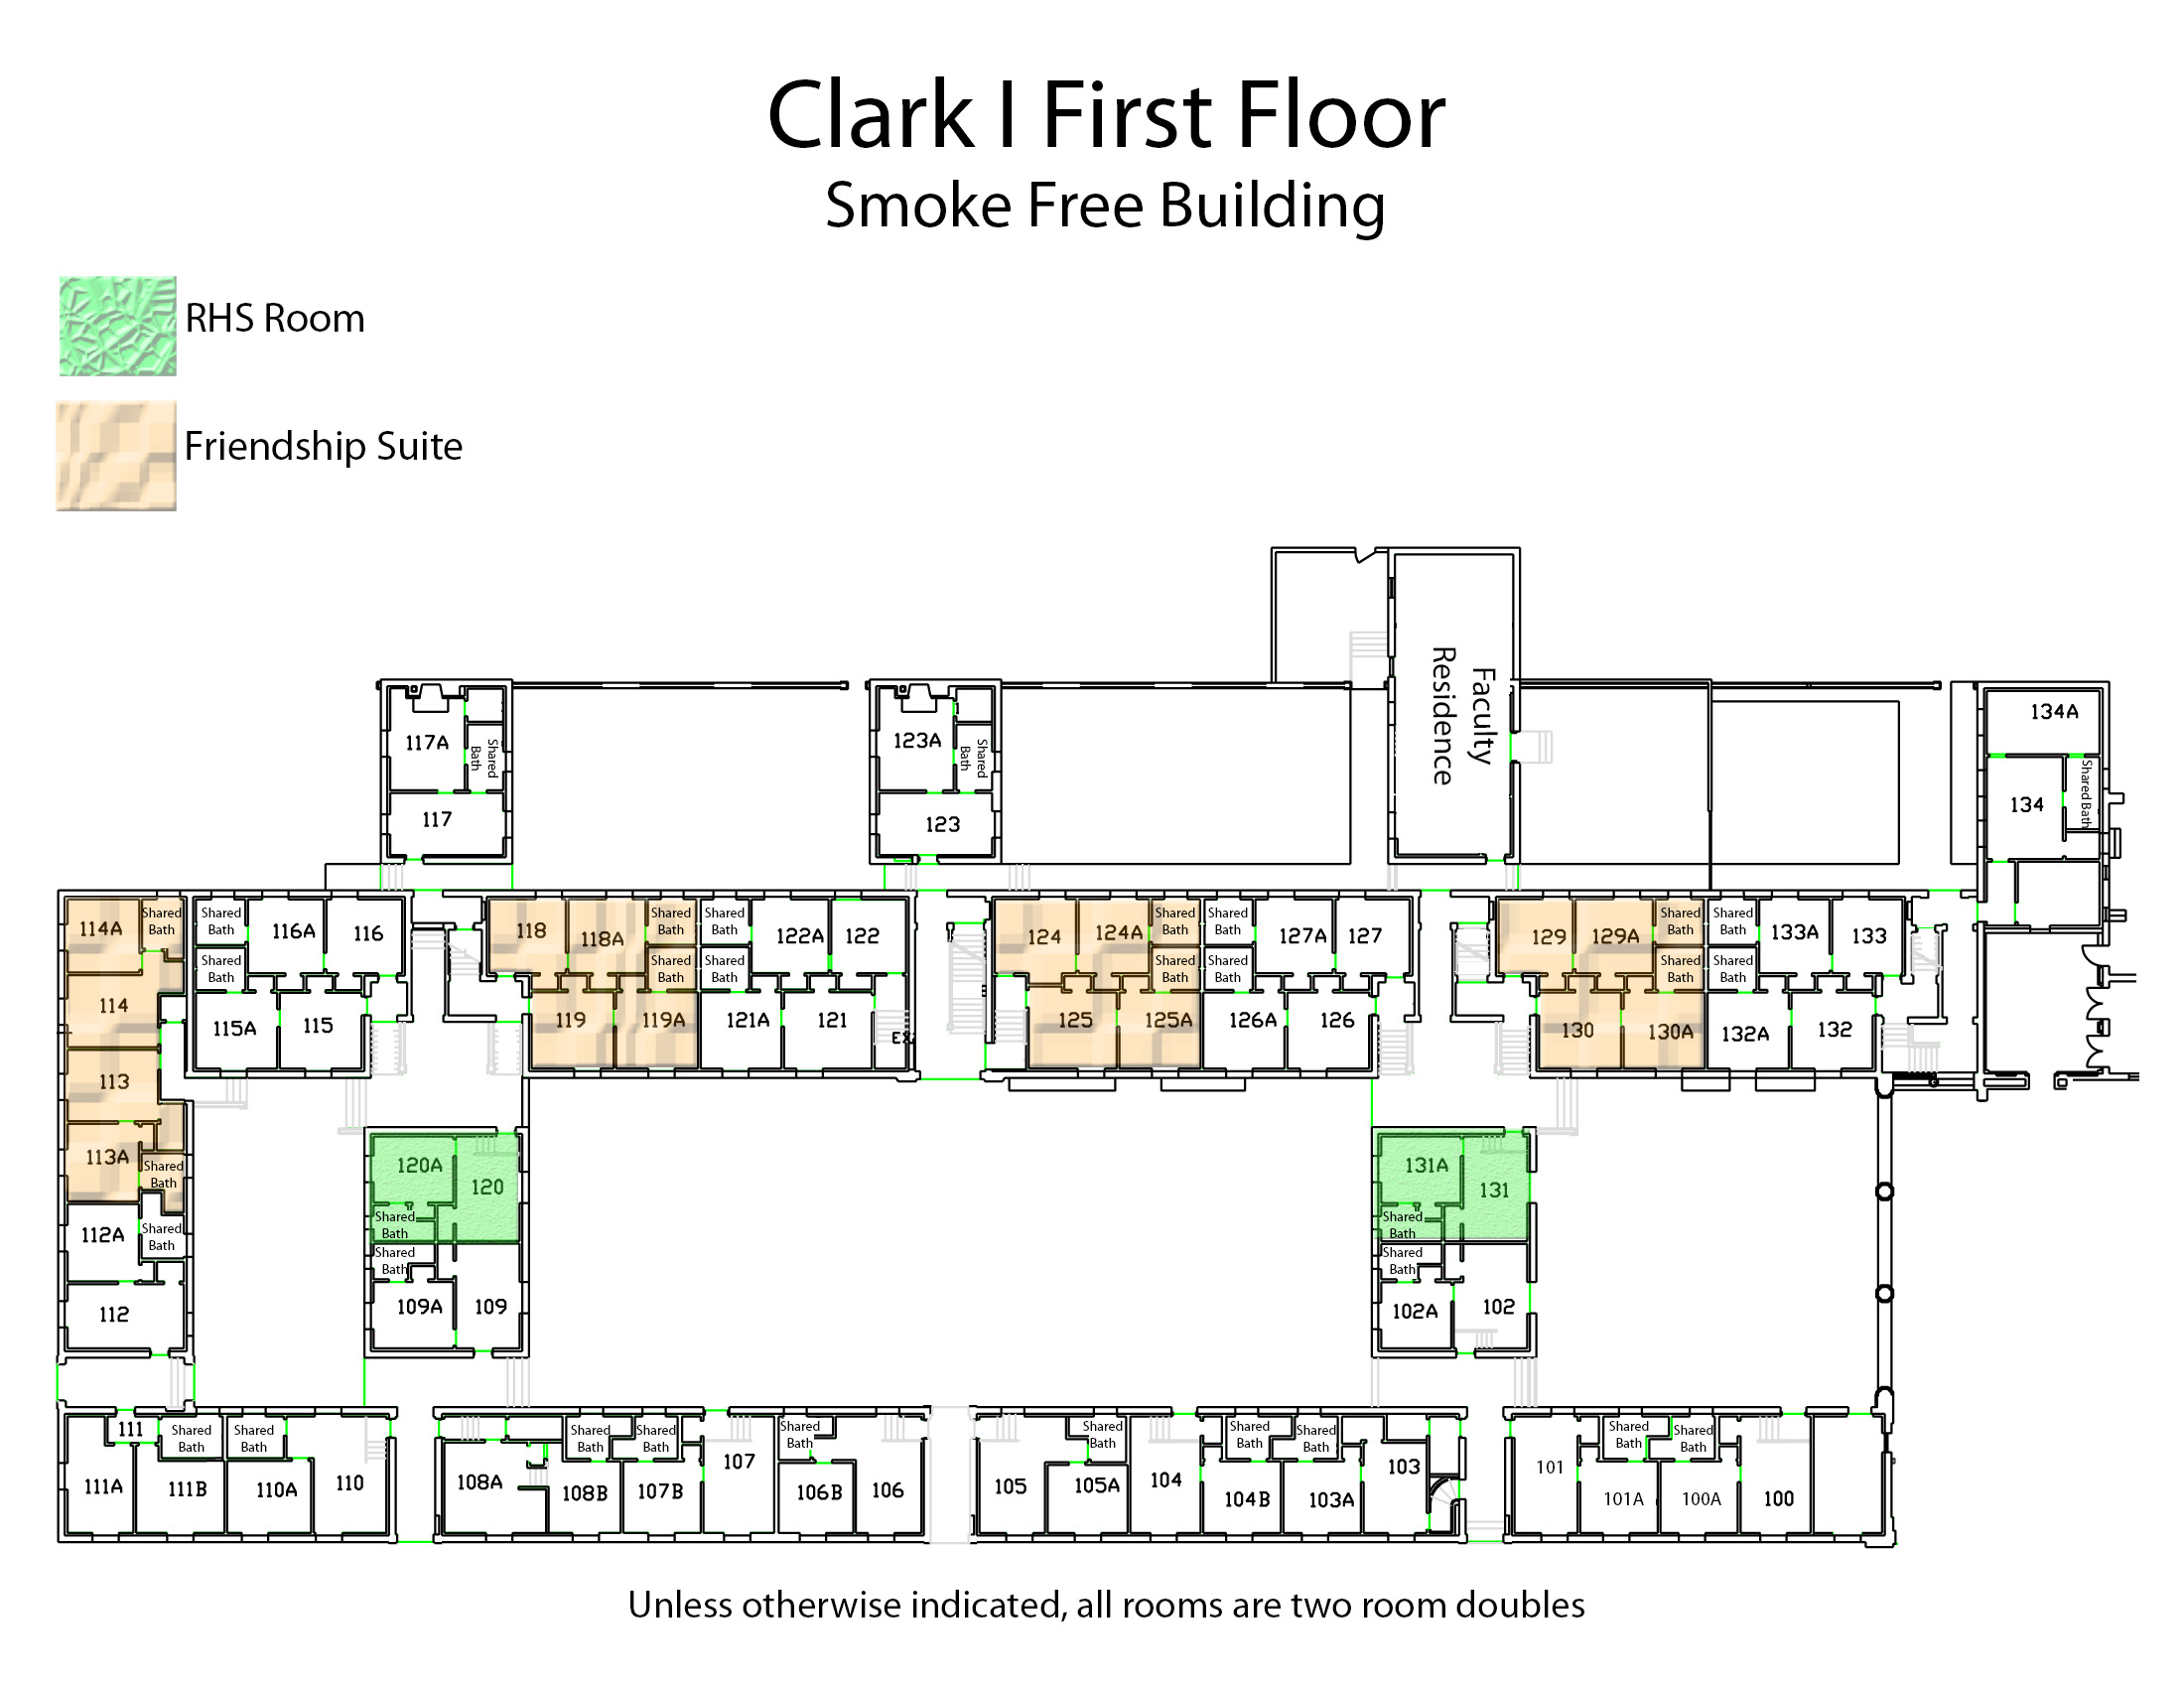 Clark I First Floor
Smoke Free Building
RHS Room
Friendship Suite
Faculty
Residence
117A
Shared
Bath
117
123A
Shared
Bath
123
134A
134
Shared Bath
114A
Shared
Bath
114
113
113A
Shared
Bath
112A
Shared
Bath
112
Shared
Bath
116A
116
Shared
Bath
115A
115
118
118A
Shared
Bath
Shared
Bath
119
119A
Shared
Bath
122A
122
Shared
Bath
121A
121
124
124A
Shared
Bath
Shared
Bath
125
125A
Shared
Bath
127A
127
Shared
Bath
126A
126
129
129A
Shared
Bath
Shared
Bath
130
130A
Shared
Bath
133A
133
Shared
Bath
132A
132
120A
120
Shared
Bath
Shared
Bath
109A
109
131A
131
Shared
Bath
Shared
Bath
102A
102
111
Shared
Bath
Shared
Bath
111A
111B
110A
110
108A
Shared
Bath
Shared
Bath
108B
107B
107
Shared
Bath
106B
106
105
Shared
Bath
105A
104
Shared
Bath
Shared
Bath
104B
103A
103
101
Shared
Bath
Shared
Bath
101A
100A
100
Unless otherwise indicated, all rooms are two room doubles